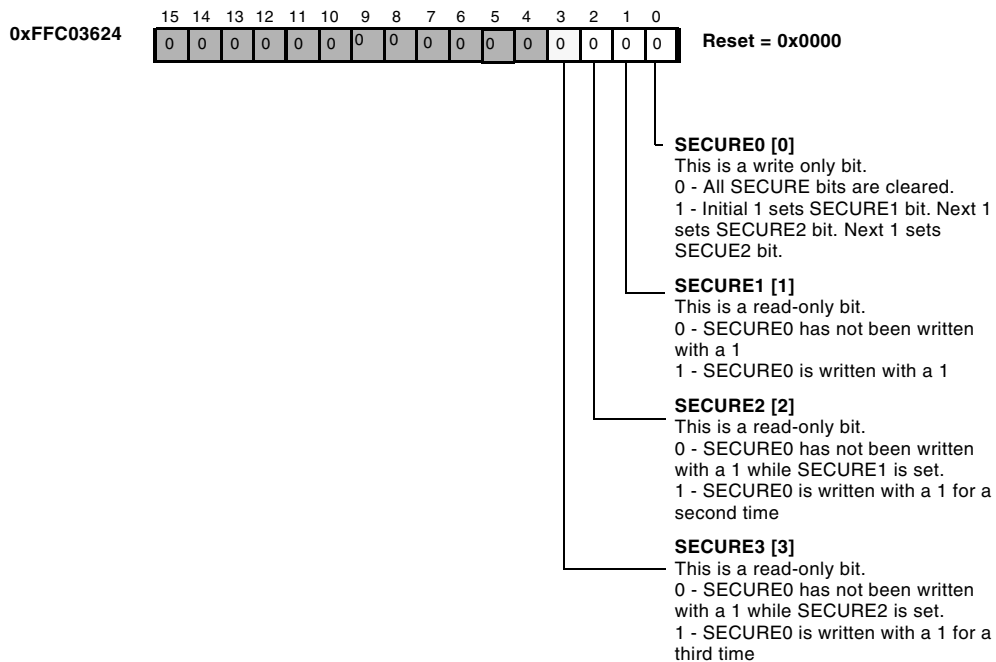 15 14 13 12 11 10 9 8 7 6 5 4 3 2 1 0
0xFFC03624
0 0 0 0 0 0 0 0 0 0 0 0 0 0 0 0
Reset = 0x0000
SECURE0 [0]
This is a write only bit.
0 - All SECURE bits are cleared.
1 - Initial 1 sets SECURE1 bit. Next 1
sets SECURE2 bit. Next 1 sets
SECUE2 bit.
SECURE1 [1]
This is a read-only bit.
0 - SECURE0 has not been written
with a 1
1 - SECURE0 is written with a 1
SECURE2 [2]
This is a read-only bit.
0 - SECURE0 has not been written
with a 1 while SECURE1 is set.
1 - SECURE0 is written with a 1 for a
second time
SECURE3 [3]
This is a read-only bit.
0 - SECURE0 has not been written
with a 1 while SECURE2 is set.
1 - SECURE0 is written with a 1 for a
third time